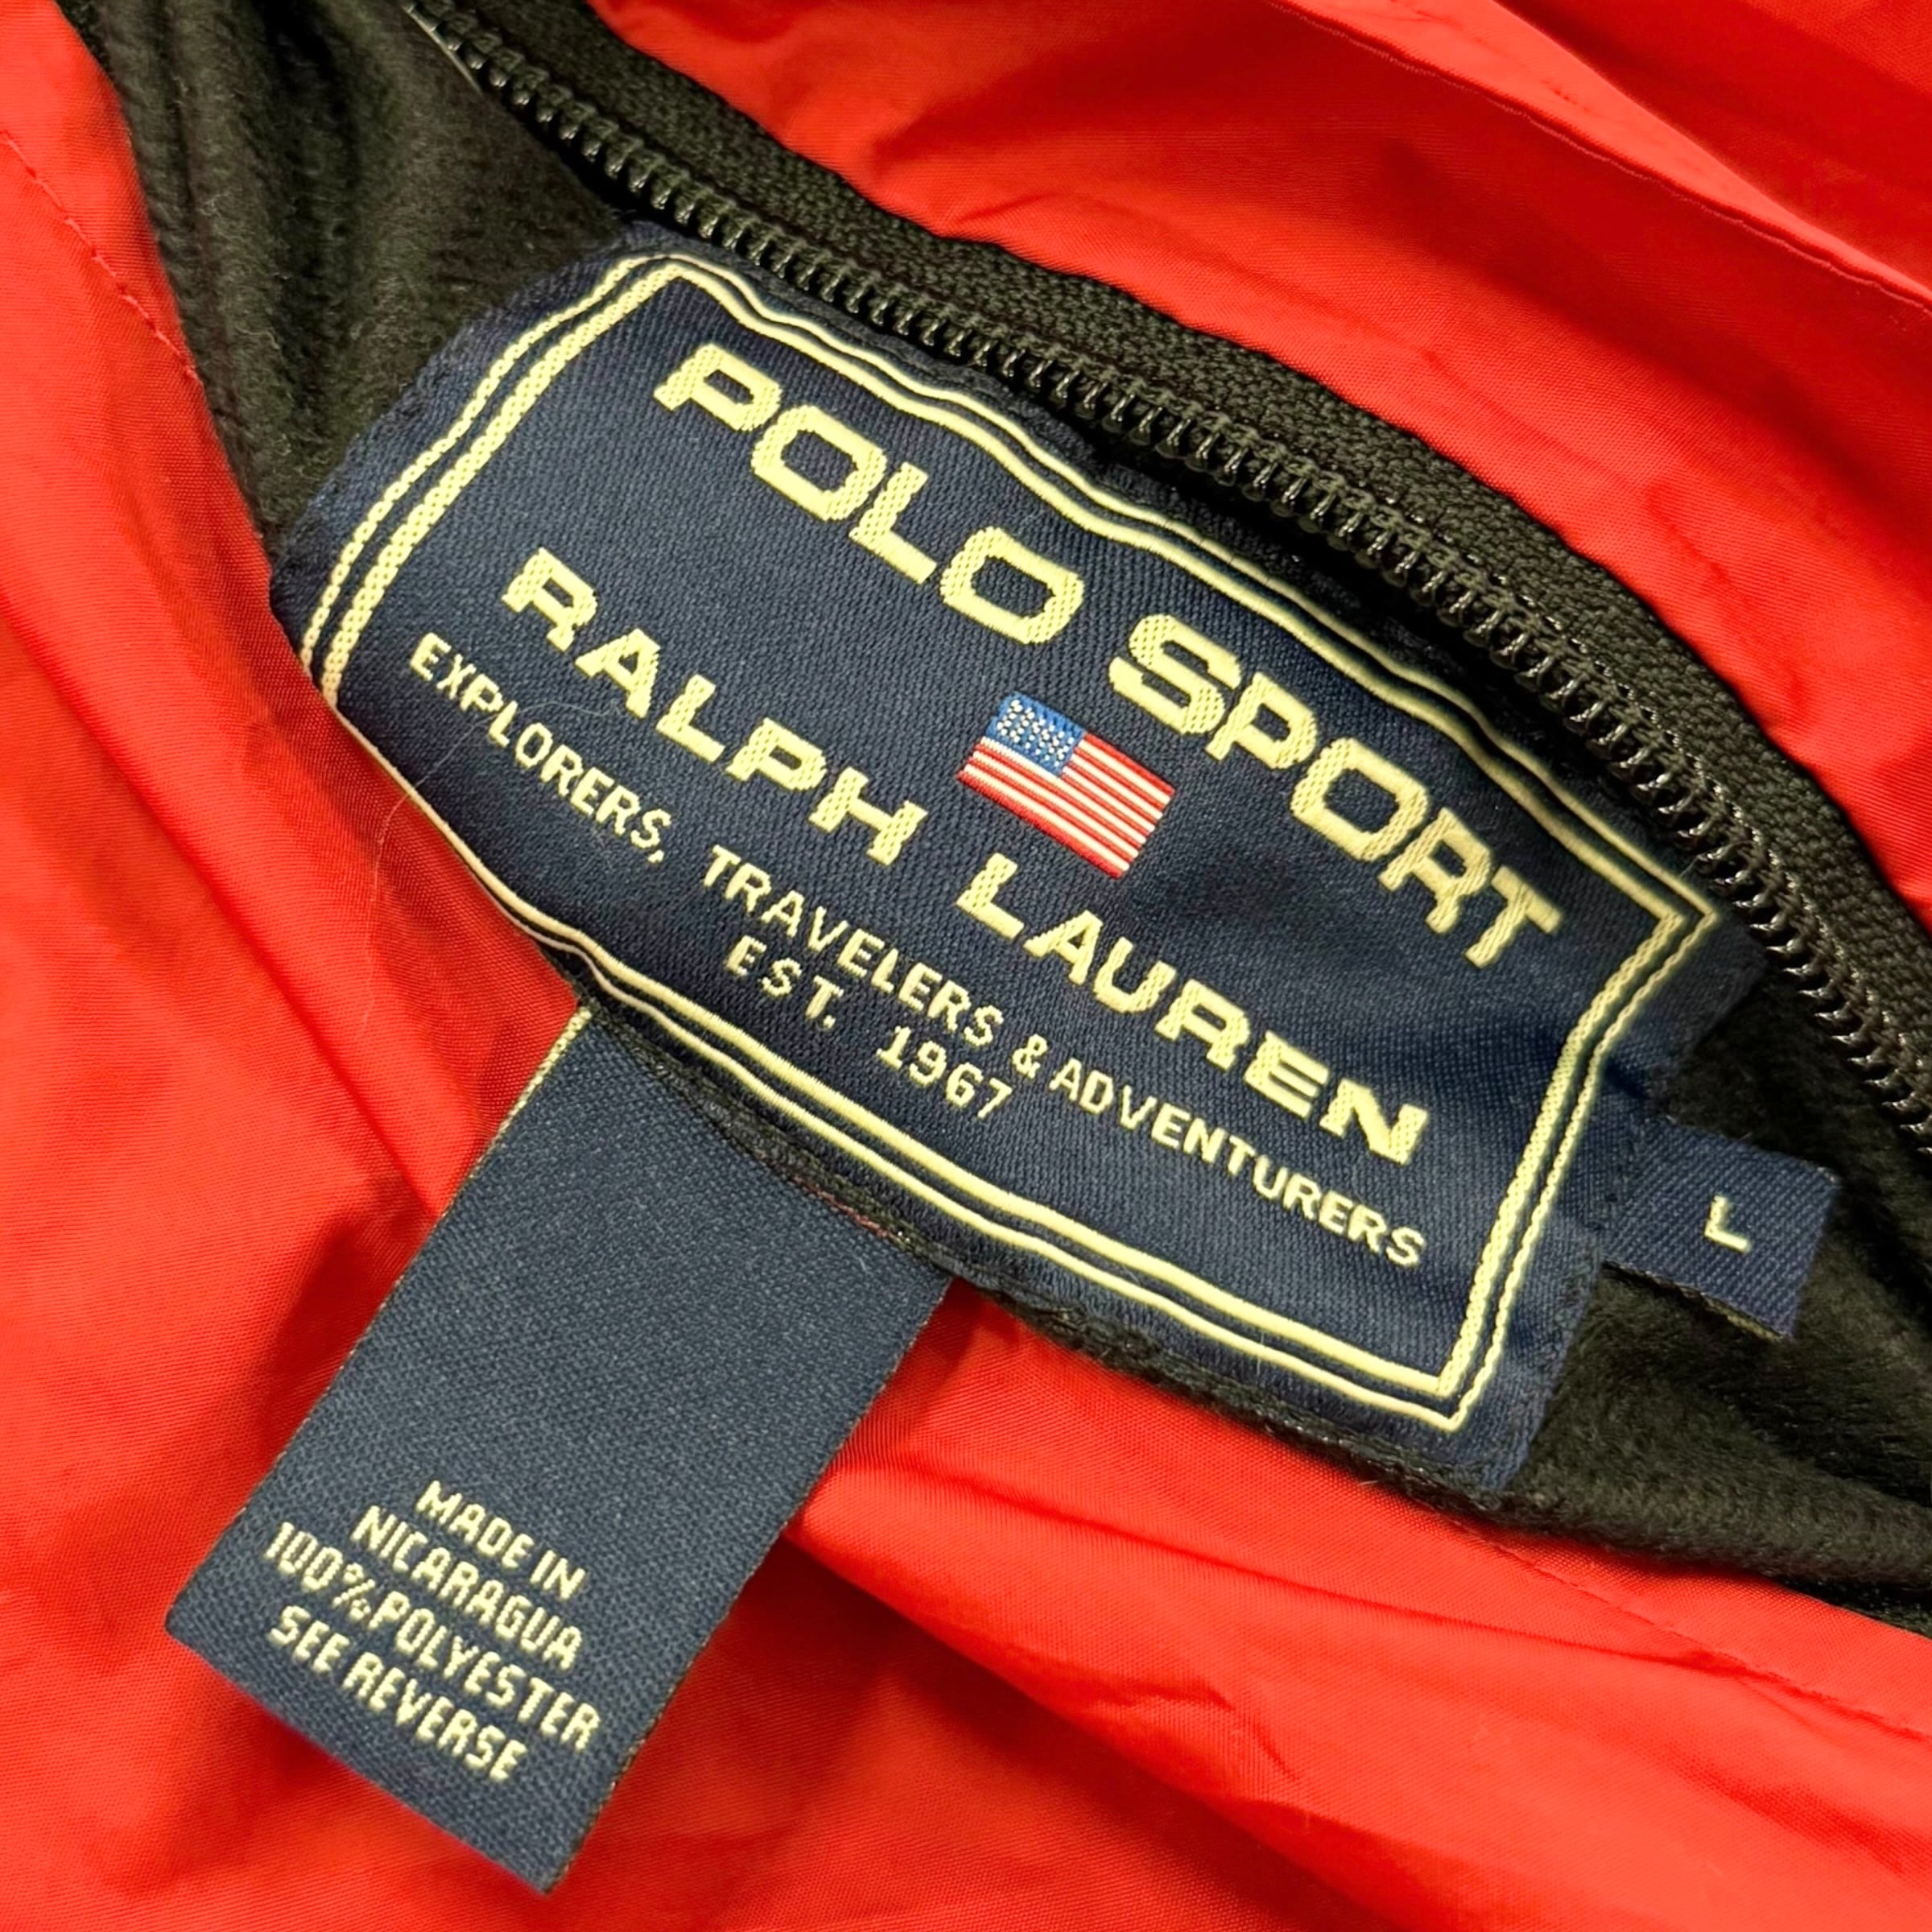 POLO SPORT
RALPH LAUREN
EXPLORERS, TRAVELERS & ADVENTURERS
EST. 1967
L
MADE IN
NICARAGUA
100%POLYESTER
SEE REVERSE